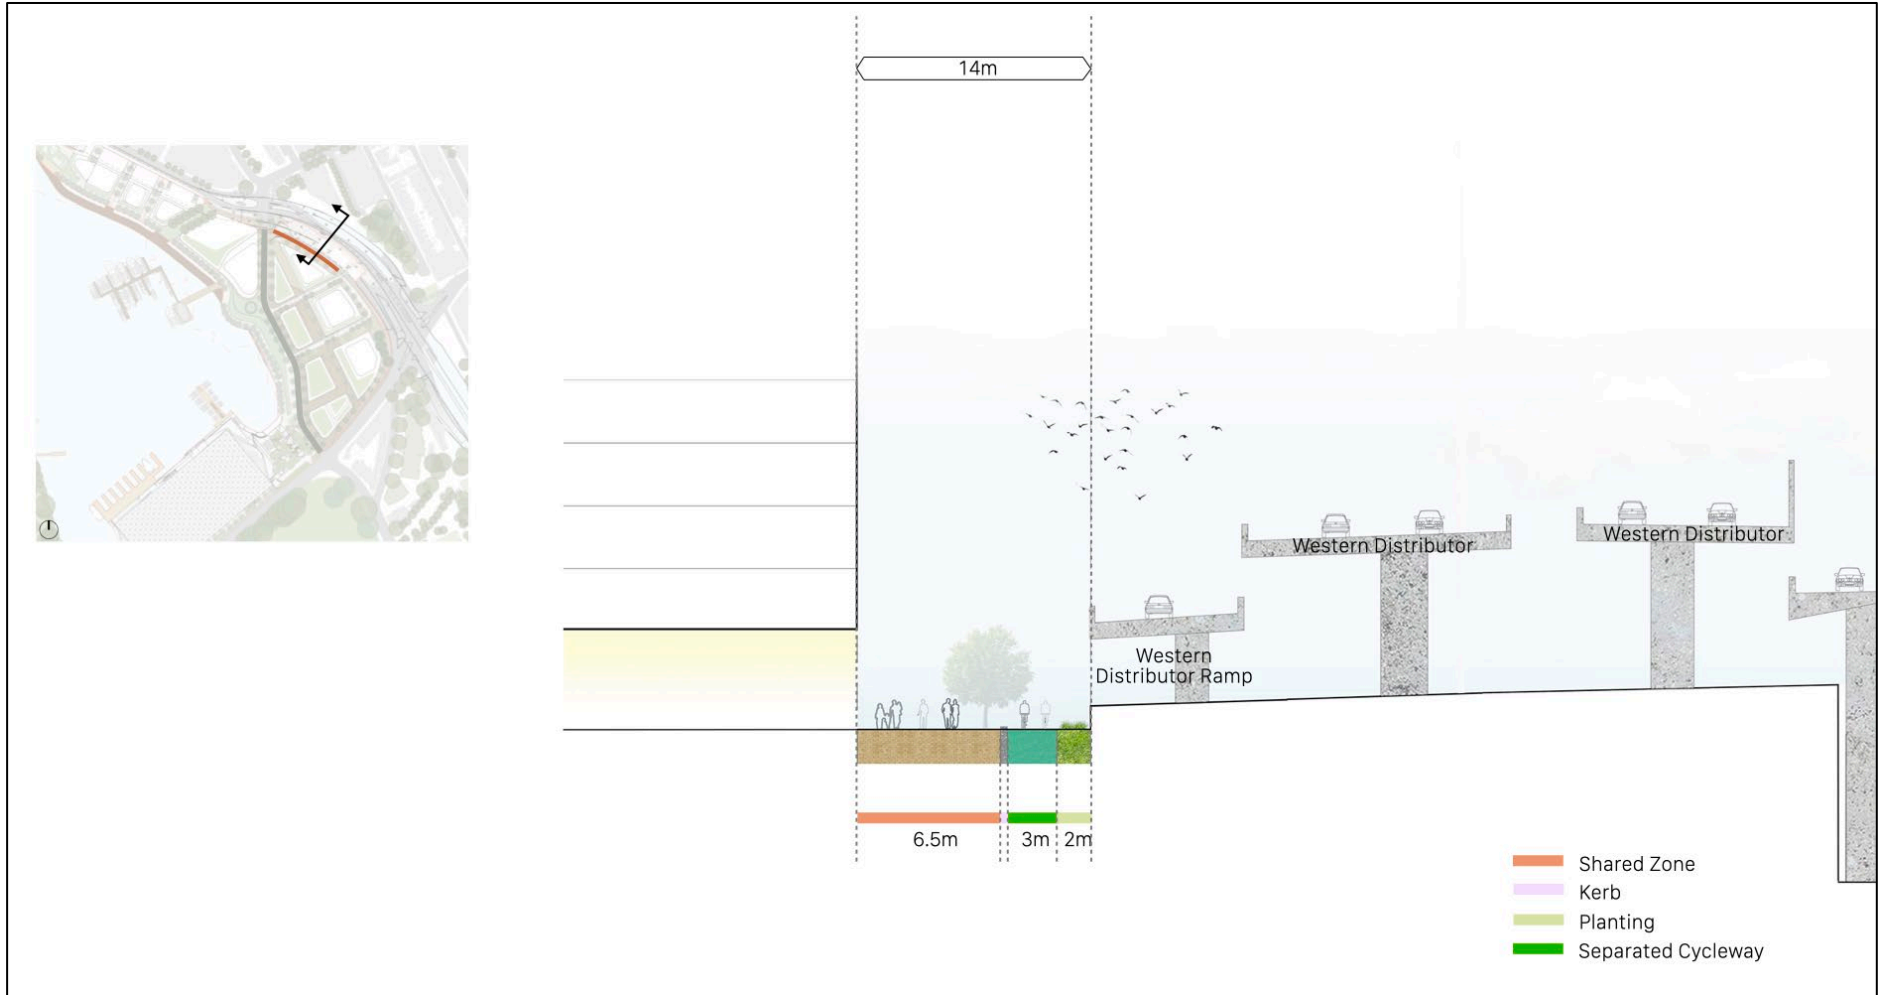 14m
Western Distributor
Western Distributor
Western
Distributor Ramp
6.5m
3m
2m
Shared Zone
Kerb
Planting
Separated Cycleway